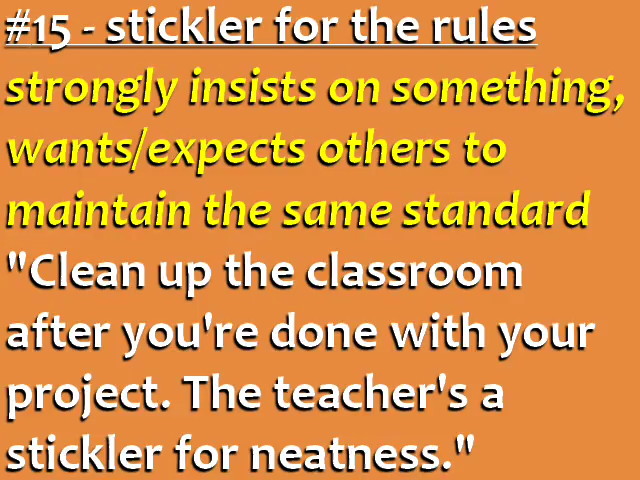 #15 - stickler for the rules
strongly insists on something,
wants/expects others to
maintain the same standard
"Clean up the classroom
after you're done with your
project. The teacher's a
stickler for neatness."